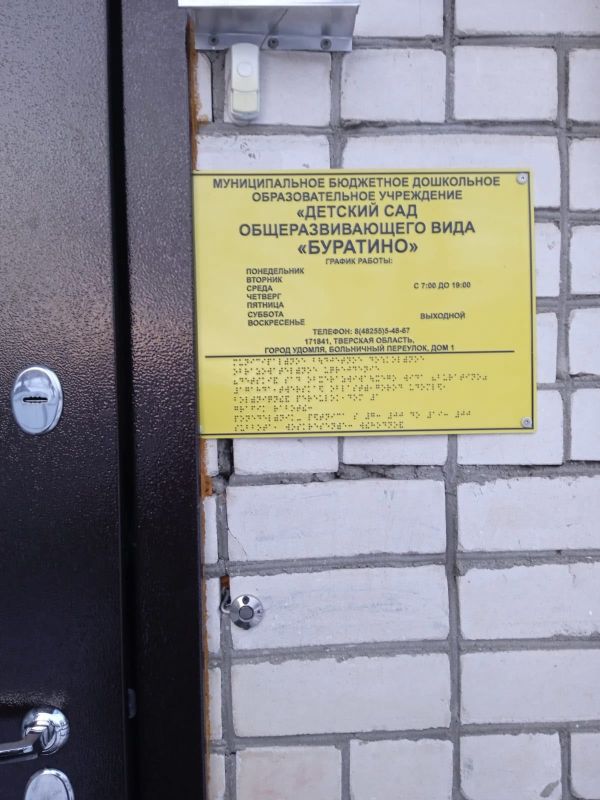 МУНИЦИПАЛЬНОЕ БЮДЖЕТНОЕ ДОШКОЛЬНОЕ
ОБРАЗОВАТЕЛЬНОЕ УЧРЕЖДЕНИЕ
«ДЕТСКИЙ САД
ОБЩЕРАЗВИВАЮЩЕГО ВИДА
«БУРАТИНО»
ГРАФИК РАБОТЫ:
ПОНЕДЕЛЬНИК
ВТОРНИК
СРЕДА С 7:00 ДО 19:00
ЧЕТВЕРГ
ПЯТНИЦА
СУББОТА ВЫХОДНОЙ
ВОСКРЕСЕНЬЕ
ТЕЛЕФОН: 8(48255)5-48-67
171841, ТВЕРСКАЯ ОБЛАСТЬ,
ГОРОД УДОМЛЯ, БОЛЬНИЧНЫЙ ПЕРЕУЛОК, ДОМ 1